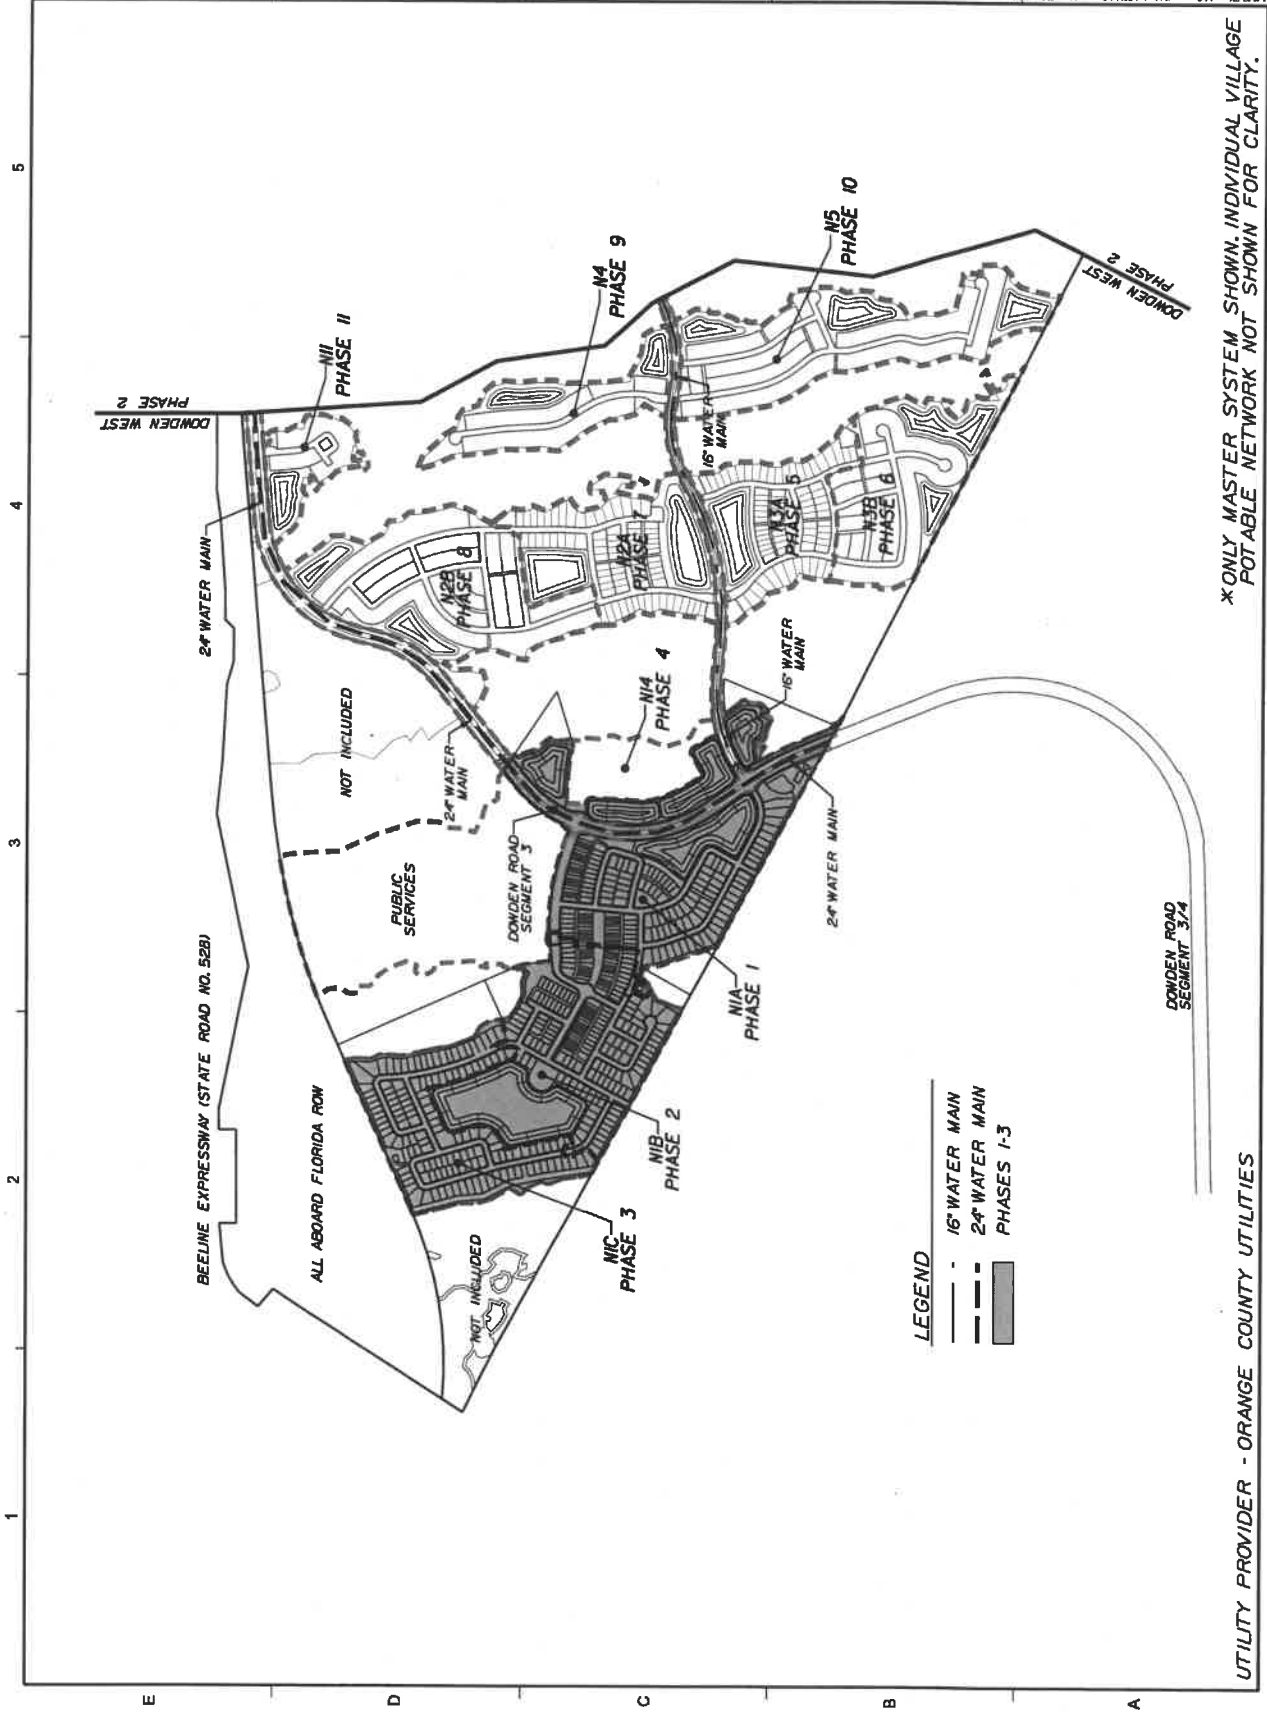 1
2
3
4
5
E
D
C
B
A
BEELINE EXPRESSWAY (STATE ROAD NO. 528)
ALL ABOARD FLORIDA ROW
24" WATER MAIN
DOWDEN WEST
PHASE 2
N11
PHASE 11
NOT INCLUDED
PUBLIC
SERVICES
24" WATER
MAIN
DOWDEN ROAD
SEGMENT 3
N2B
PHASE 8
N2A
PHASE 7
N4
PHASE 9
N14
PHASE 4
16" WATER
MAIN
16" WATER
MAIN
N3A
PHASE 5
N3B
PHASE 6
N5
PHASE 10
DOWDEN WEST
PHASE 2
NOT INCLUDED
N1C
PHASE 3
N1B
PHASE 2
N1A
PHASE 1
24" WATER MAIN
DOWDEN ROAD
SEGMENT 3/4
LEGEND
16" WATER MAIN
24" WATER MAIN
PHASES 1-3
UTILITY PROVIDER - ORANGE COUNTY UTILITIES
*ONLY MASTER SYSTEM SHOWN. INDIVIDUAL VILLAGE
POTABLE NETWORK NOT SHOWN FOR CLARITY.